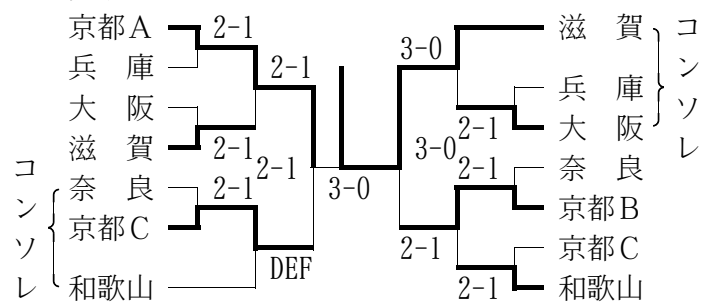 京都A
兵庫
大阪
滋賀
奈良
京都C
和歌山
コンソレ
2-1
2-1
2-1
2-1
2-1
DEF
3-0
3-0
3-0
2-1
2-1
2-1
2-1
滋賀
兵庫
大阪
奈良
京都B
京都C
和歌山
コンソレ